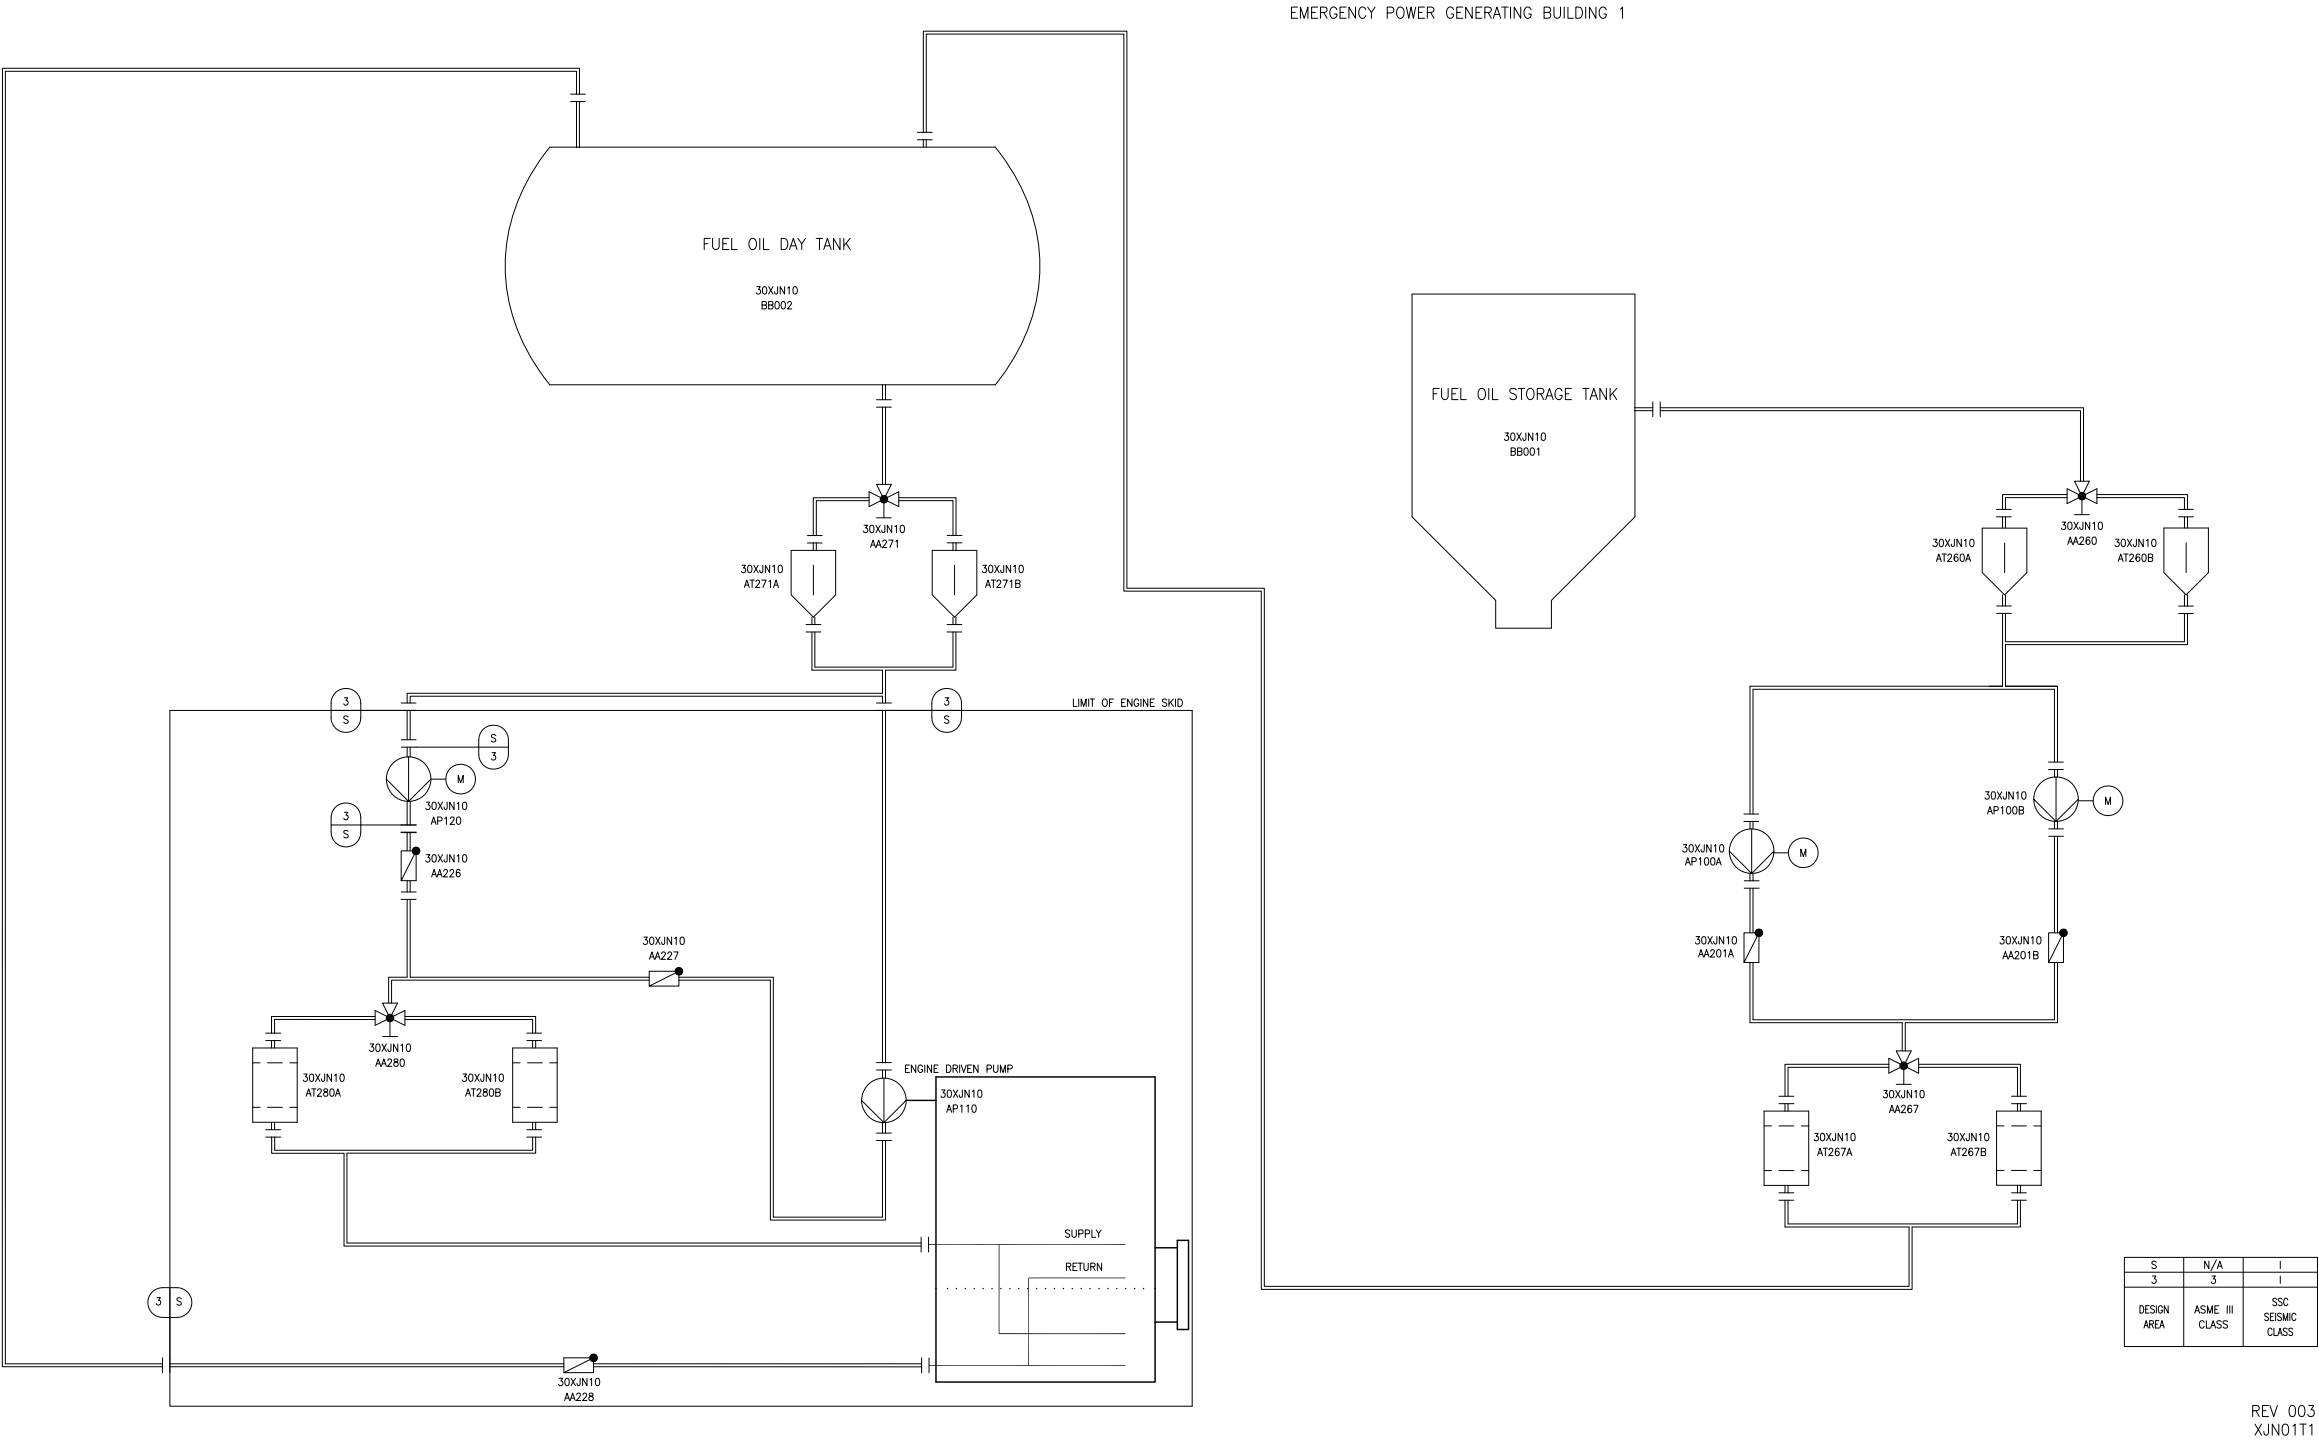 EMERGENCY POWER GENERATING BUILDING 1
FUEL OIL DAY TANK
30XJN10
BB002
FUEL OIL STORAGE TANK
30XJN10
BB001
30XJN10
AA271
30XJN10
AT271A
30XJN10
AT271B
30XJN10
AA260
30XJN10
AT260A
30XJN10
AT260B
3
S
3
S
LIMIT OF ENGINE SKID
S
3
M
30XJN10
AP120
3
S
30XJN10
AA226
30XJN10
AP100B
M
30XJN10
AP100A
M
30XJN10
AA227
30XJN10
AA201A
30XJN10
AA201B
30XJN10
AA280
30XJN10
AT280A
30XJN10
AT280B
ENGINE DRIVEN PUMP
30XJN10
AP110
30XJN10
AA267
30XJN10
AT267A
30XJN10
AT267B
SUPPLY
RETURN
3 S
30XJN10
AA228
S N/A I
3 3 I
DESIGN
AREA
ASME III
CLASS
SSC
SEISMIC
CLASS
REV 003
XJN01T1